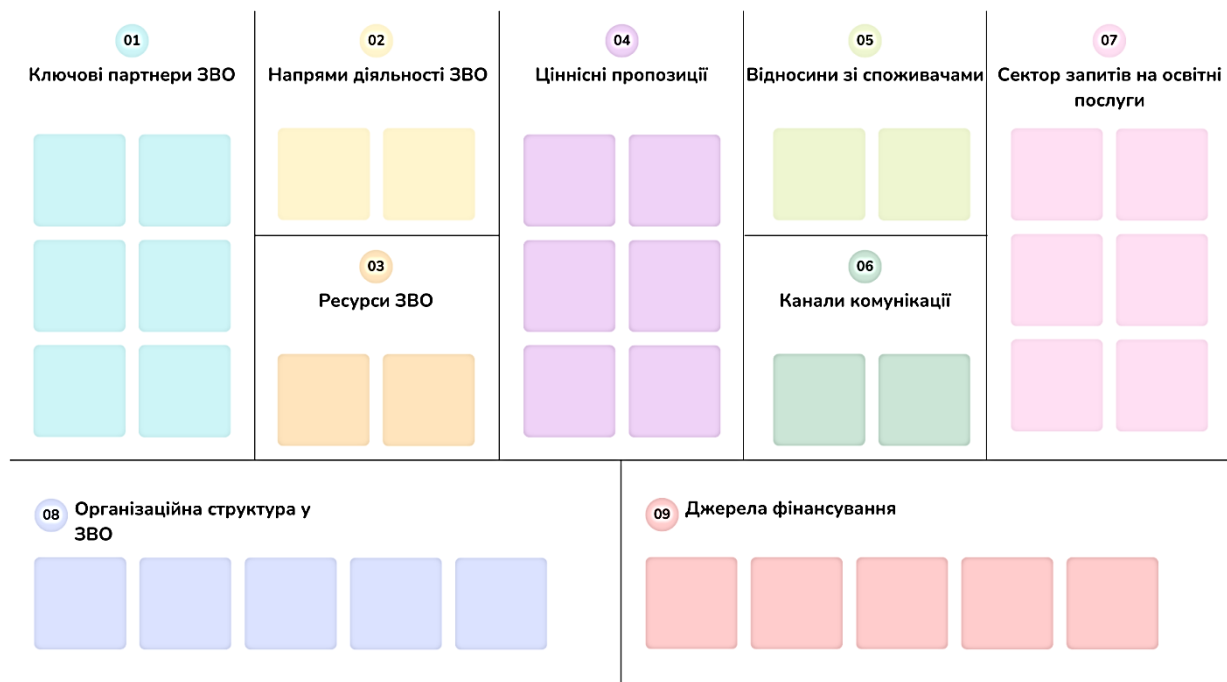 01
Ключові партнери ЗВО
02
Напрями діяльності ЗВО
03
Ресурси ЗВО
04
Ціннісні пропозиції
05
Відносини зі споживачами
06
Канали комунікації
07
Сектор запитів на освітні
послуги
08
Організаційна структура у
ЗВО
09
Джерела фінансування